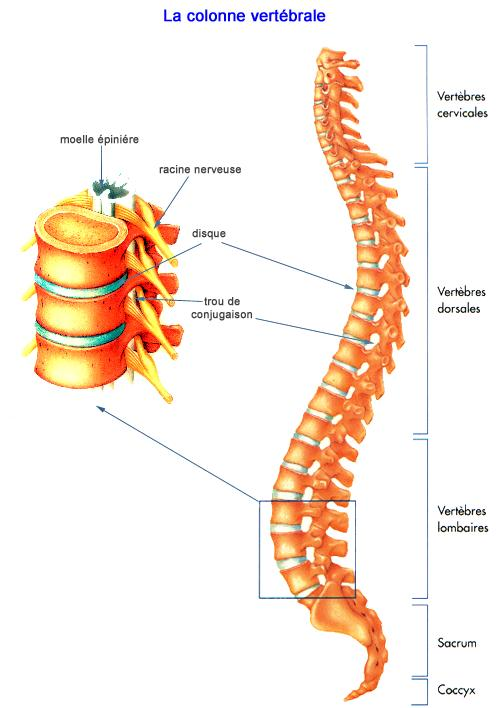 La colonne vertébrale
Vertèbres
cervicales
moelle épiniére
racine nerveuse
disque
trou de
conjugaison
Vertèbres
dorsales
Vertèbres
lombaires
Sacrum
Coccyx